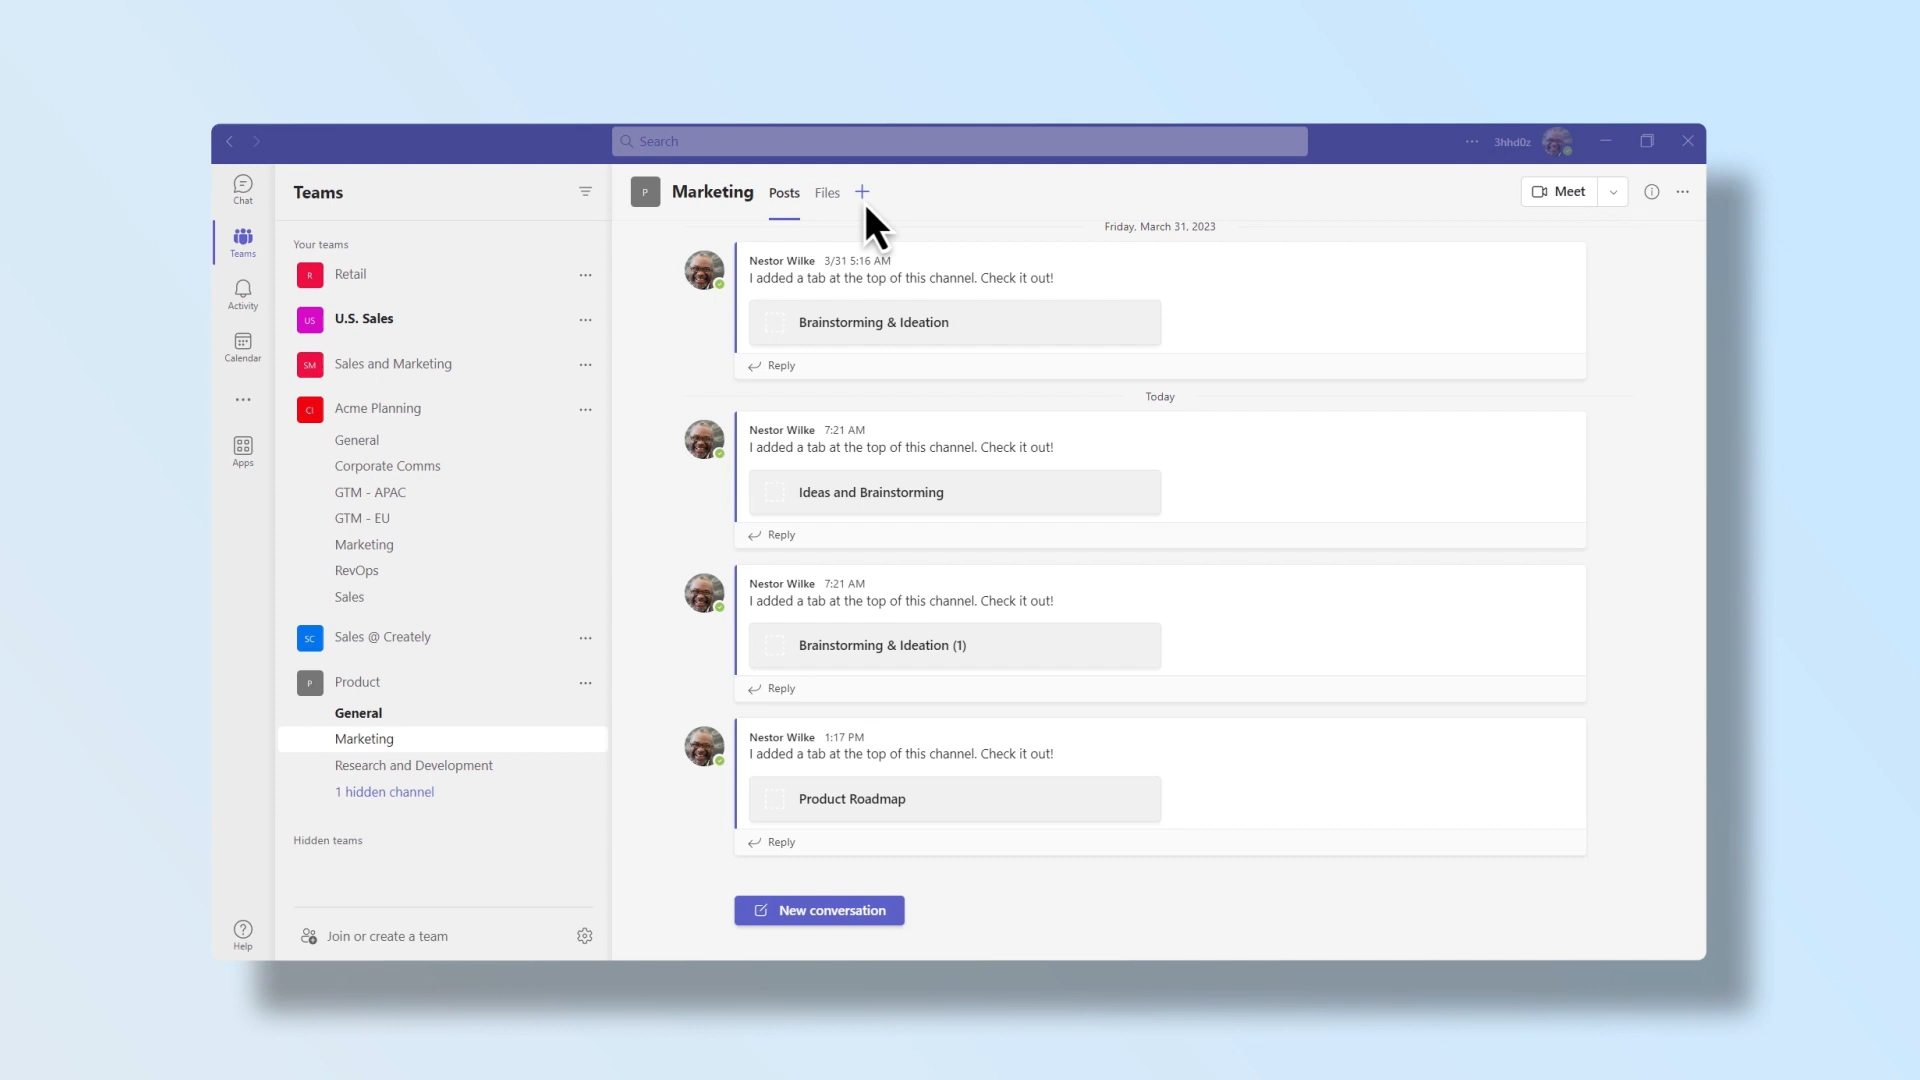 Search
3hhd0z
Chat
Teams
Activity
Calendar
Apps
Help
Teams
Your teams
R Retail
US U.S. Sales
SM Sales and Marketing
CI Acme Planning
General
Corporate Comms
GTM - APAC
GTM - EU
Marketing
RevOps
Sales
SC Sales @ Creately
P Product
General
Marketing
Research and Development
1 hidden channel
Hidden teams
Join or create a team
P Marketing Posts Files
Meet
Friday, March 31, 2023
Nestor Wilke 3/31 5:16 AM
I added a tab at the top of this channel. Check it out!
Brainstorming & Ideation
Reply
Today
Nestor Wilke 7:21 AM
I added a tab at the top of this channel. Check it out!
Ideas and Brainstorming
Reply
Nestor Wilke 7:21 AM
I added a tab at the top of this channel. Check it out!
Brainstorming & Ideation (1)
Reply
Nestor Wilke 1:17 PM
I added a tab at the top of this channel. Check it out!
Product Roadmap
Reply
New conversation